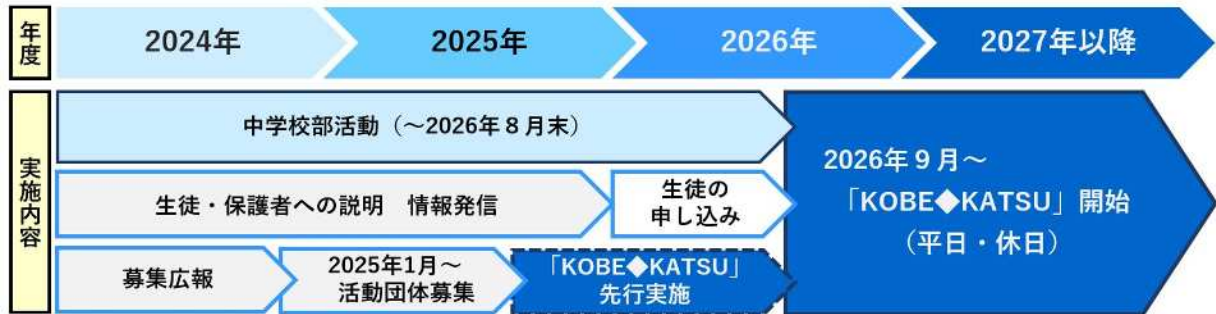 年度
2024年
2025年
2026年
2027年以降
実施内容
中学校部活動（～2026年８月末）
生徒・保護者への説明　情報発信
生徒の
申し込み
募集広報
2025年1月～
活動団体募集
「KOBE◆KATSU」
先行実施
2026年９月～
「KOBE◆KATSU」開始
（平日・休日）